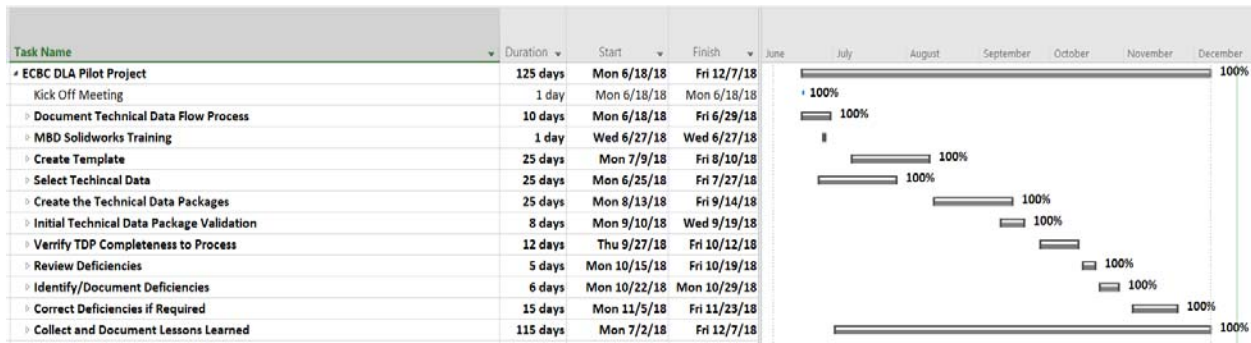 Task Name Duration Start Finish June July August September October November December
ECBC DLA Pilot Project 125 days Mon 6/18/18 Fri 12/7/18 100%
Kick Off Meeting 1 day Mon 6/18/18 Mon 6/18/18 100%
Document Technical Data Flow Process 10 days Mon 6/18/18 Fri 6/29/18 100%
MBD Solidworks Training 1 day Wed 6/27/18 Wed 6/27/18
Create Template 25 days Mon 7/9/18 Fri 8/10/18 100%
Select Techincal Data 25 days Mon 6/25/18 Fri 7/27/18 100%
Create the Technical Data Packages 25 days Mon 8/13/18 Fri 9/14/18 100%
Initial Technical Data Package Validation 8 days Mon 9/10/18 Wed 9/19/18 100%
Verrify TDP Completeness to Process 12 days Thu 9/27/18 Fri 10/12/18
Review Deficiencies 5 days Mon 10/15/18 Fri 10/19/18 100%
Identify/Document Deficiencies 6 days Mon 10/22/18 Mon 10/29/18 100%
Correct Deficiencies if Required 15 days Mon 11/5/18 Fri 11/23/18 100%
Collect and Document Lessons Learned 115 days Mon 7/2/18 Fri 12/7/18 100%